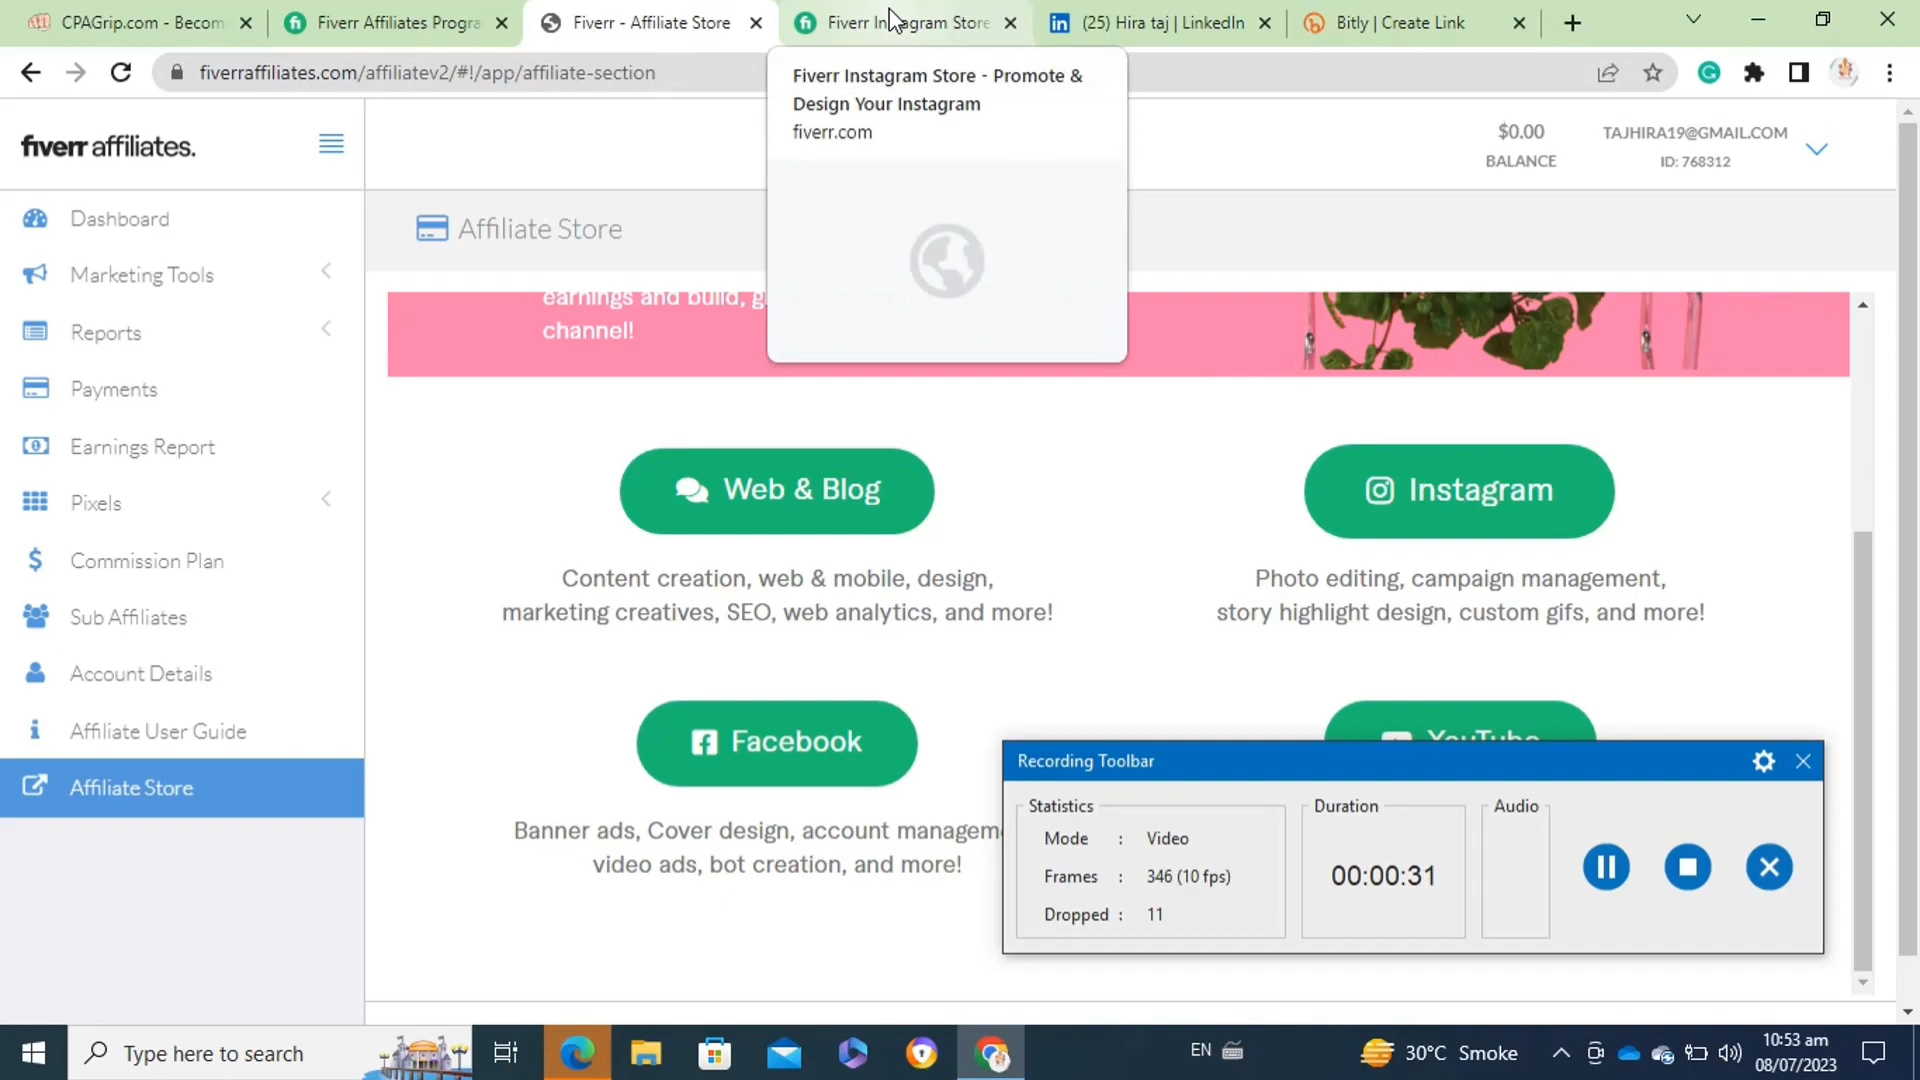 CPAGrip.com - Becom
Fiverr Affiliates Progra
Fiverr - Affiliate Store
Fiverr Instagram Store
(25) Hira taj | LinkedIn
Bitly | Create Link
fiverraffiliates.com/affiliatev2/#!/app/affiliate-section
Fiverr Instagram Store - Promote &
Design Your Instagram
fiverr.com
fiverr affiliates.
$0.00
BALANCE
TAJHIRA19@GMAIL.COM
ID: 768312
Dashboard
Marketing Tools
Reports
Payments
Earnings Report
Pixels
Commission Plan
Sub Affiliates
Account Details
Affiliate User Guide
Affiliate Store
Affiliate Store
earnings and build, g
channel!
Web & Blog
Content creation, web & mobile, design,
marketing creatives, SEO, web analytics, and more!
Instagram
Photo editing, campaign management,
story highlight design, custom gifs, and more!
Facebook
Banner ads, Cover design, account manageme
video ads, bot creation, and more!
YouTube
Recording Toolbar
Statistics
Mode : Video
Frames : 346 (10 fps)
Dropped : 11
Duration
00:00:31
Audio
Type here to search
EN
30°C Smoke
10:53 am
08/07/2023